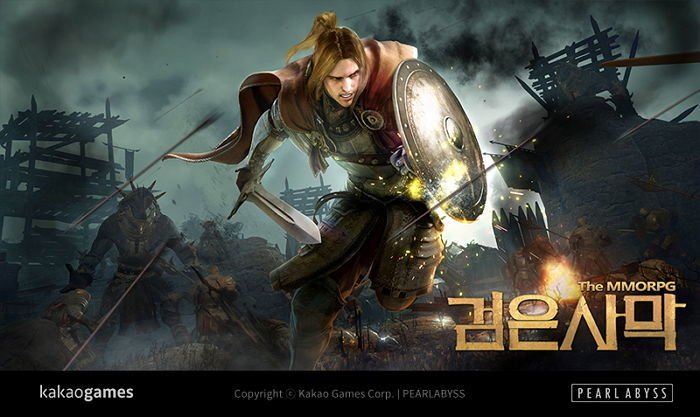 The MMORPG
검은사막
kakaogames
Copyright ⓒ Kakao Games Corp. | PEARLABYSS
PEARL ABYSS